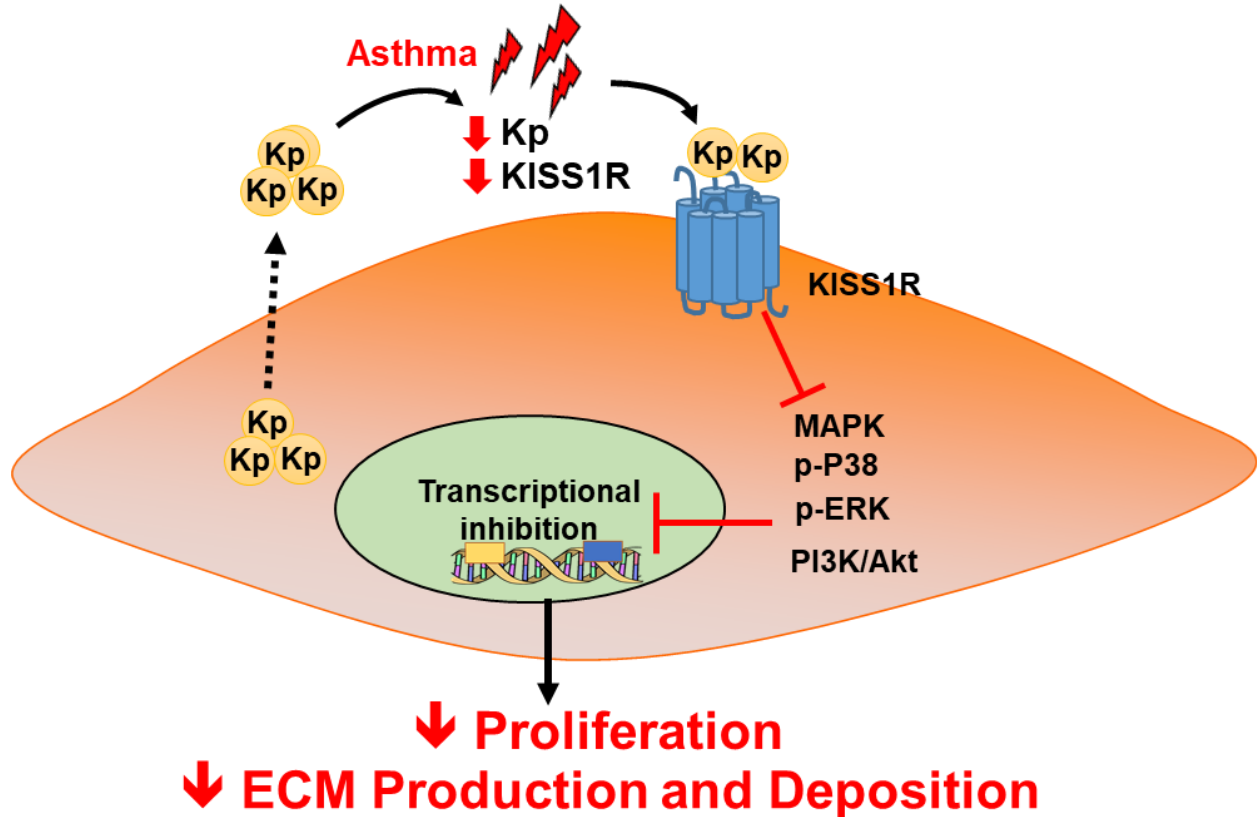 Asthma
Kp
KISS1R
Kp
Kp Kp
Kp Kp
KISS1R
Kp
Kp Kp
MAPK
p-P38
p-ERK
PI3K/Akt
Transcriptional
inhibition
Proliferation
ECM Production and Deposition